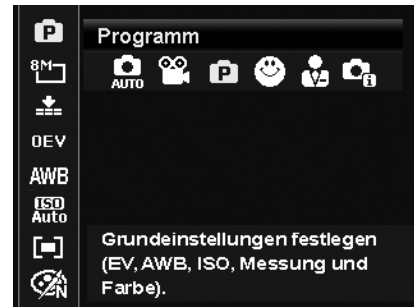 P
Programm
8M
AUTO
P
0EV
AWB
ISO
Auto
N
Grundeinstellungen festlegen
(EV, AWB, ISO, Messung und
Farbe).